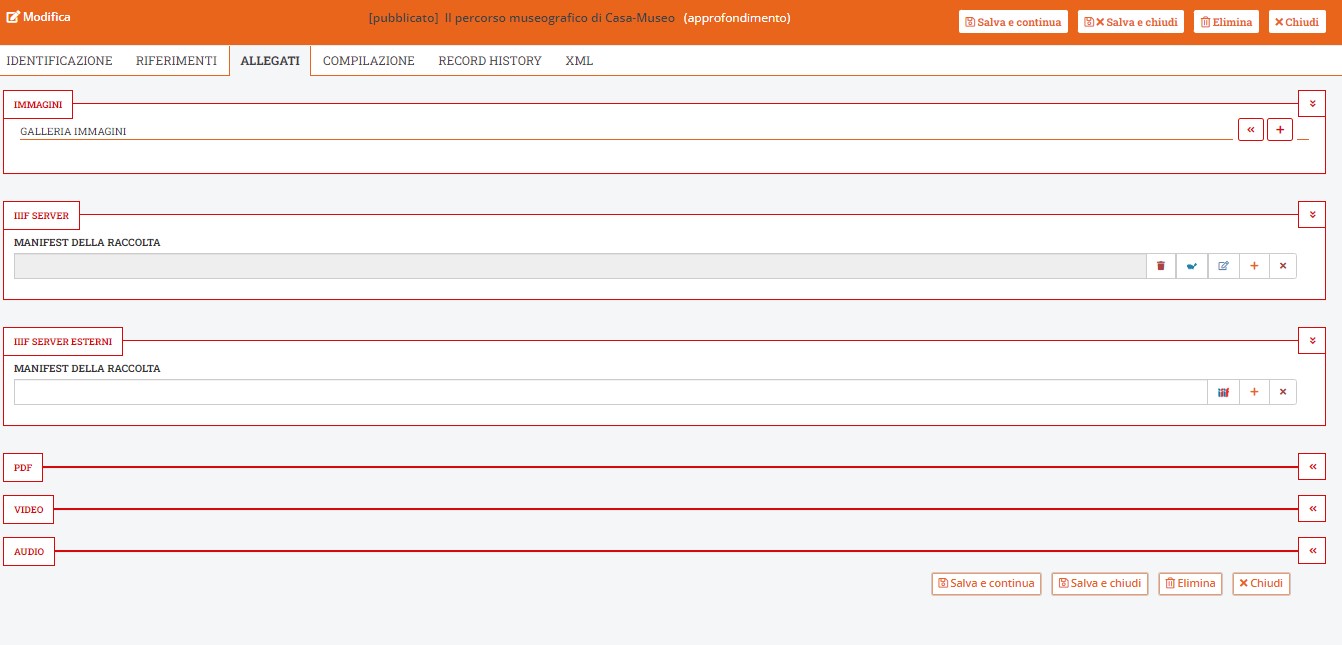 Modifica
[pubblicato] Il percorso museografico di Casa-Museo (approfondimento)
Salva e continua
Salva e chiudi
Elimina
Chiudi
IDENTIFICAZIONE
RIFERIMENTI
ALLEGATI
COMPILAZIONE
RECORD HISTORY
XML
IMMAGINI
GALLERIA IMMAGINI
IIIF SERVER
MANIFEST DELLA RACCOLTA
IIIF SERVER ESTERNI
MANIFEST DELLA RACCOLTA
PDF
VIDEO
AUDIO
Salva e continua
Salva e chiudi
Elimina
Chiudi